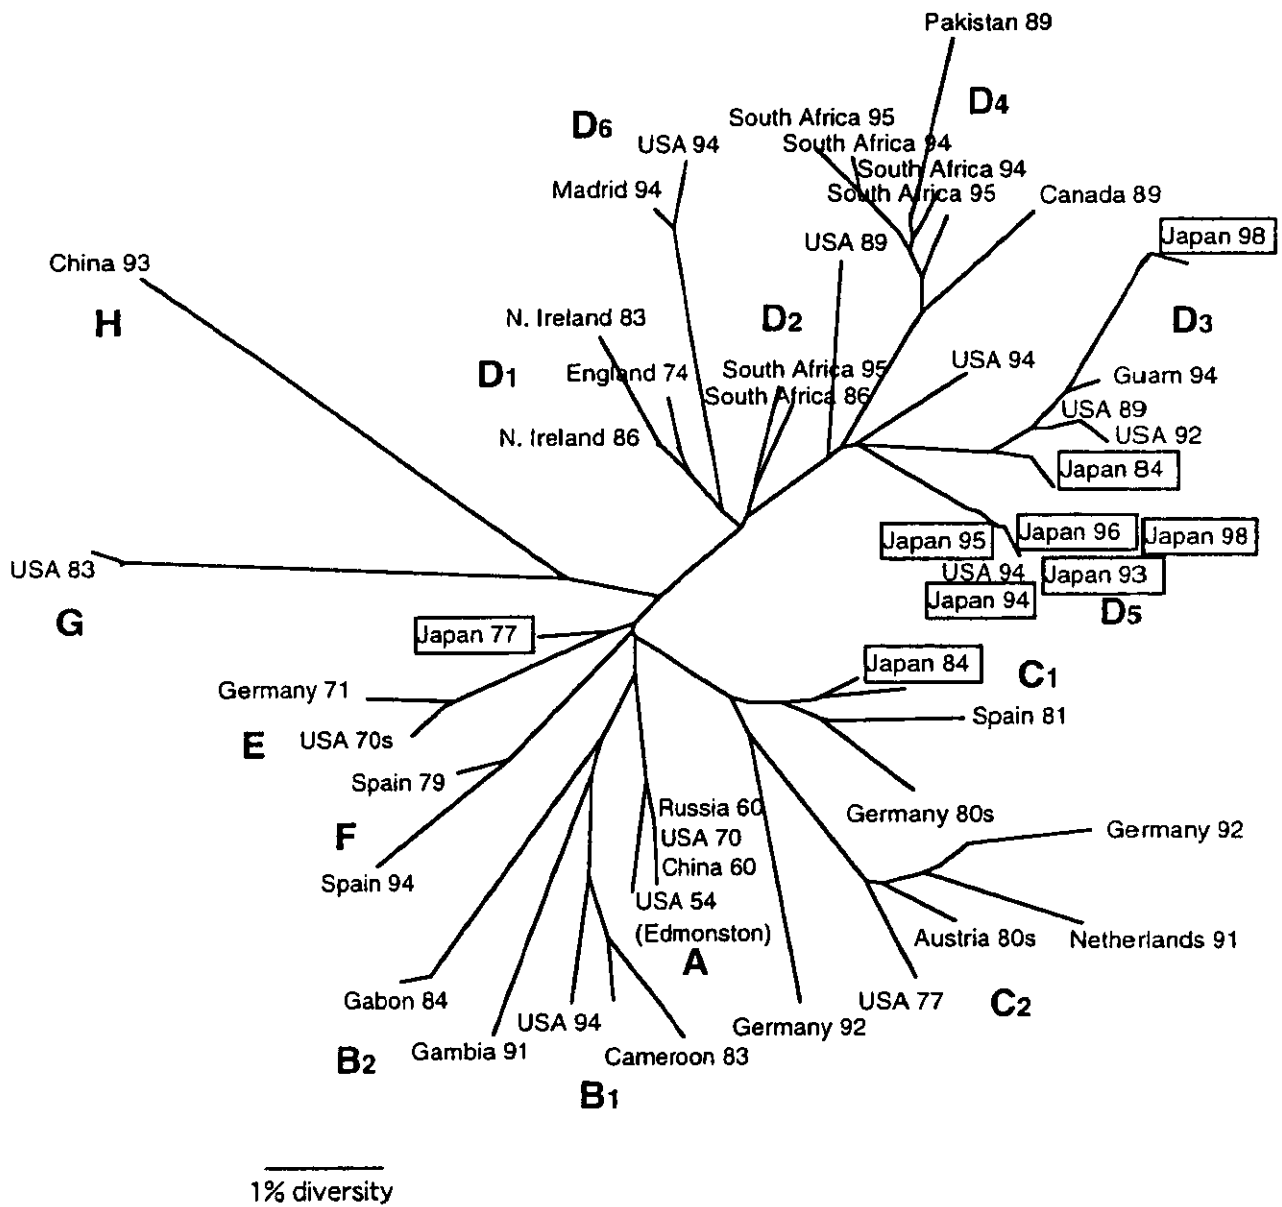 Pakistan 89
D4
South Africa 95
D6
USA 94
South Africa 94
South Africa 94
Madrid 94
South Africa 95
Canada 89
USA 89
Japan 98
China 93
H
N. Ireland 83
D2
D3
D1
England 74
South Africa 95
USA 94
Guam 94
South Africa 86
USA 89
N. Ireland 86
USA 92
Japan 84
Japan 95
Japan 96
Japan 98
USA 83
USA 94
Japan 93
Japan 94
D5
G
Japan 77
Japan 84
C1
Germany 71
Spain 81
E
USA 70s
Spain 79
Russia 60
Germany 80s
F
USA 70
Germany 92
China 60
Spain 94
USA 54
(Edmonston)
Austria 80s
Netherlands 91
A
Gabon 84
USA 77
C2
USA 94
Germany 92
B2
Gambia 91
Cameroon 83
B1
1% diversity